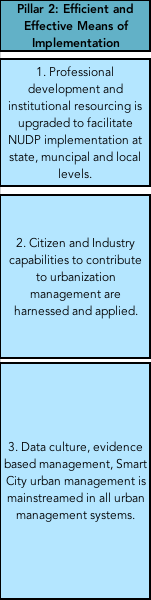 Pillar 2: Efficient and
Effective Means of
Implementation
1. Professional
development and
institutional resourcing is
upgraded to facilitate
NUDP implementation at
state, muncipal and local
levels.
2. Citizen and Industry
capabilities to contribute
to urbanization
management are
harnessed and applied.
3. Data culture, evidence
based management, Smart
City urban management is
mainstreamed in all urban
management systems.